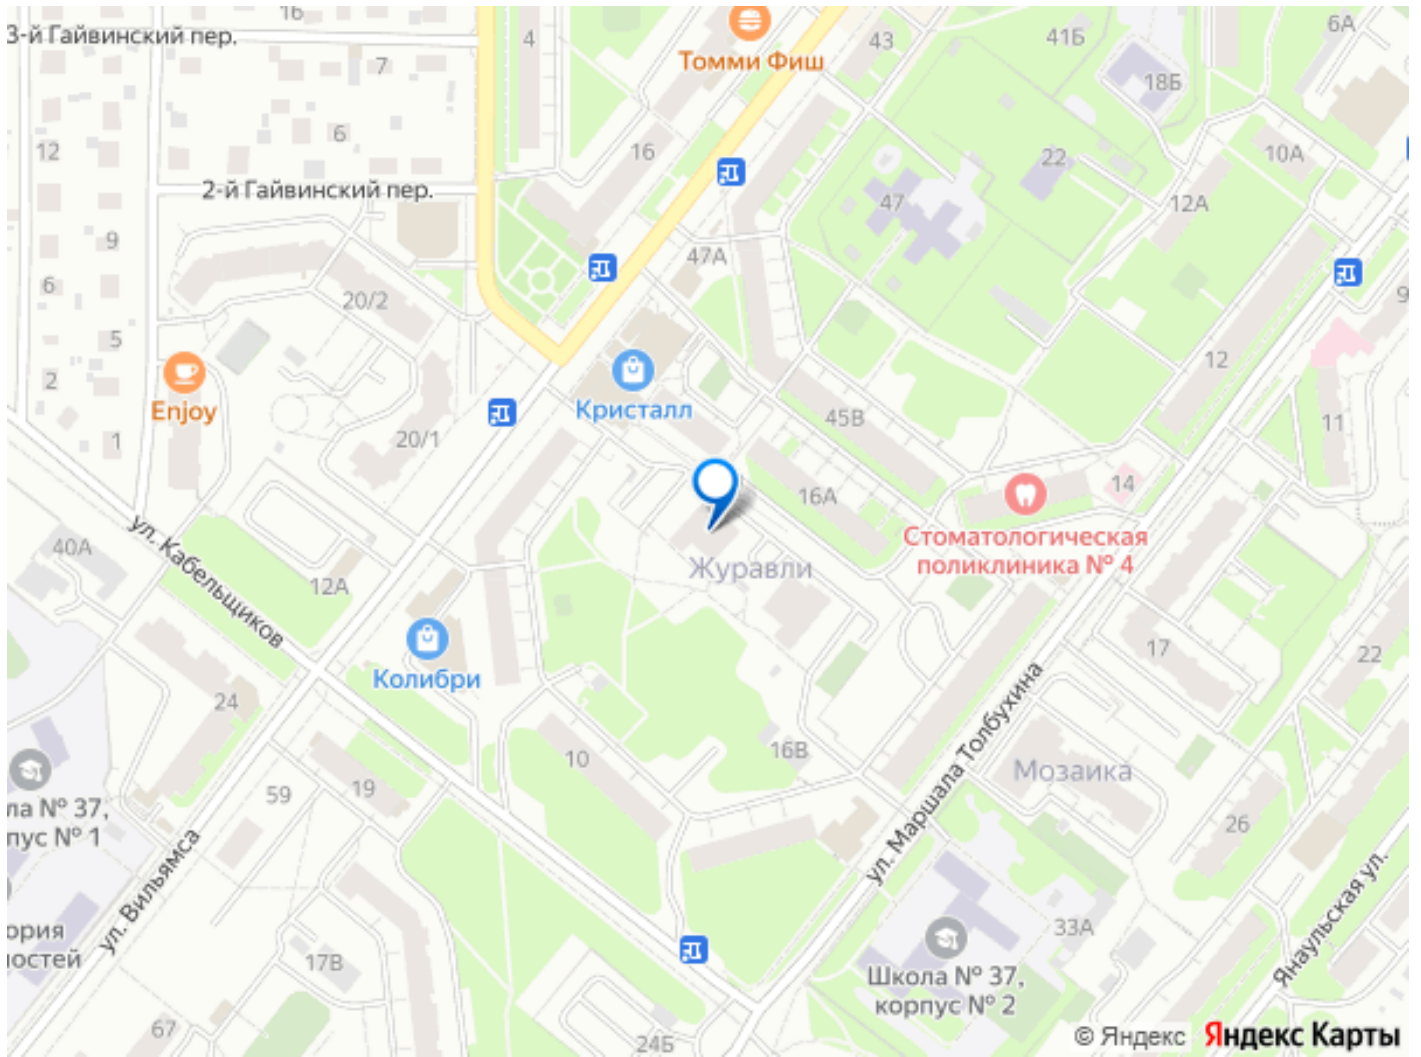 16
3-й Гайвинский пер.
4
43
41Б
6А
Томми Фиш
7
18Б
6
12
16
22
10А
2-й Гайвинский пер.
47
12А
9
47А
6
20/2
9
5
12
2
Enjoy
Кристалл
45В
11
1
20/1
16А
14
Стоматологическая
поликлиника № 4
ул. Кабельщиков
40А
12А
Журавли
17
22
Колибри
24
ул. Маршала Толбухина
10
16В
Мозаика
19
59
ла № 37,
рпус № 1
26
ул. Вильямса
ория
ностей
17В
33А
Школа № 37,
корпус № 2
Янаульская ул.
67
24Б
© Яндекс
Яндекс Карты